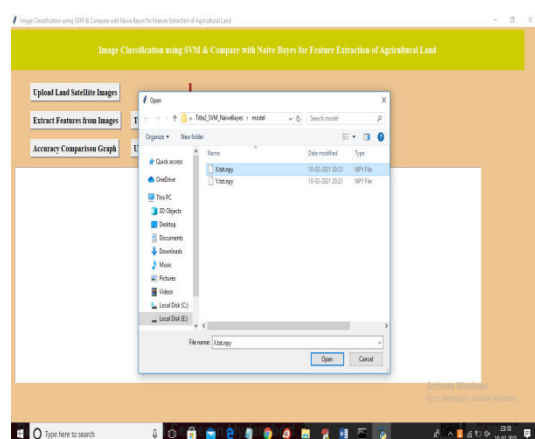 Image Classification using SVM & Compare with Naive Bayes for Feature Extraction of Agricultural Land
Image Classification using SVM & Compare with Naive Bayes for Feature Extraction of Agricultural Land
Upload Land Satellite Images
Extract Features from Images
T
Accuracy Comparison Graph
U
Open
Title2_SVM_NaiveBayes › model
Search model
Organize
New folder
Name
Date modified
Type
Quick access
X.txt.npy
10-02-2021 20:23
NPY File
Y.txt.npy
10-02-2021 20:23
NPY File
OneDrive
This PC
3D Objects
Desktop
Documents
Downloads
Music
Pictures
Videos
Local Disk (C:)
Local Disk (E:)
File name:
X.txt.npy
Open
Cancel
Activate Windows
Go to Settings to activate Windows.
Type here to search
23:18